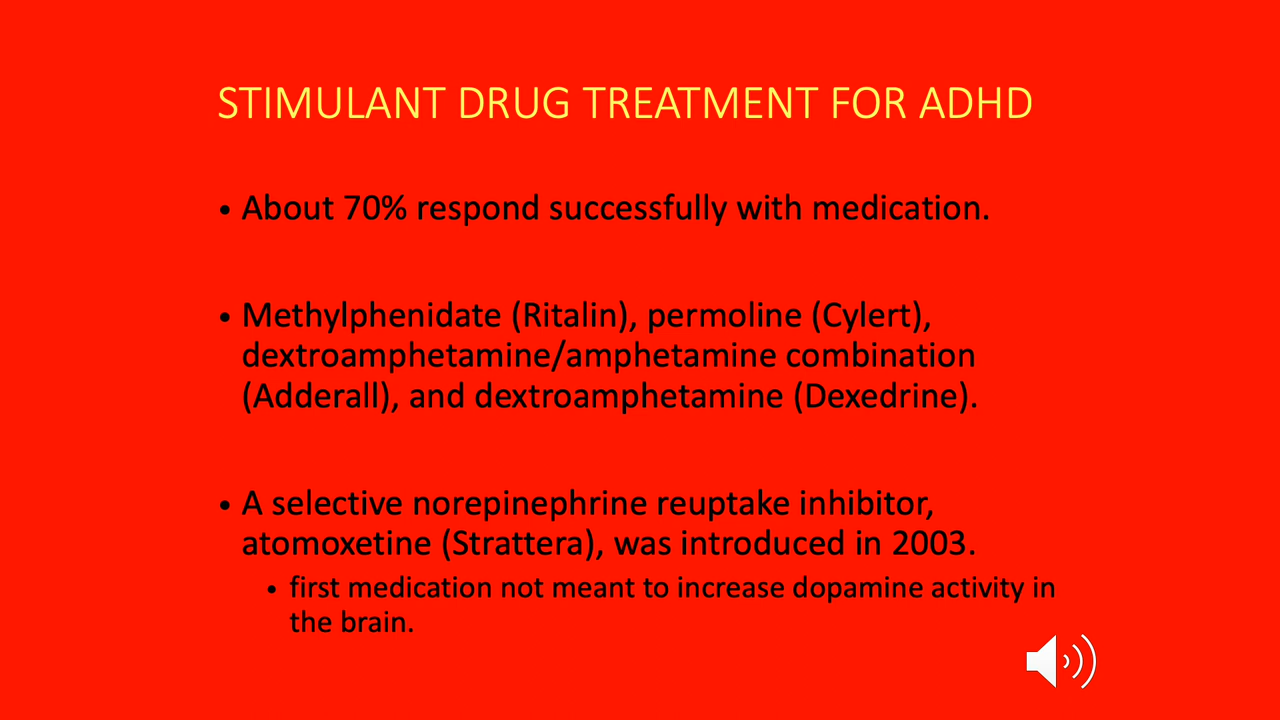 STIMULANT DRUG TREATMENT FOR ADHD
• About 70% respond successfully with medication.
• Methylphenidate (Ritalin), permoline (Cylert),
dextroamphetamine/amphetamine combination
(Adderall), and dextroamphetamine (Dexedrine).
• A selective norepinephrine reuptake inhibitor,
atomoxetine (Strattera), was introduced in 2003.
• first medication not meant to increase dopamine activity in
the brain.